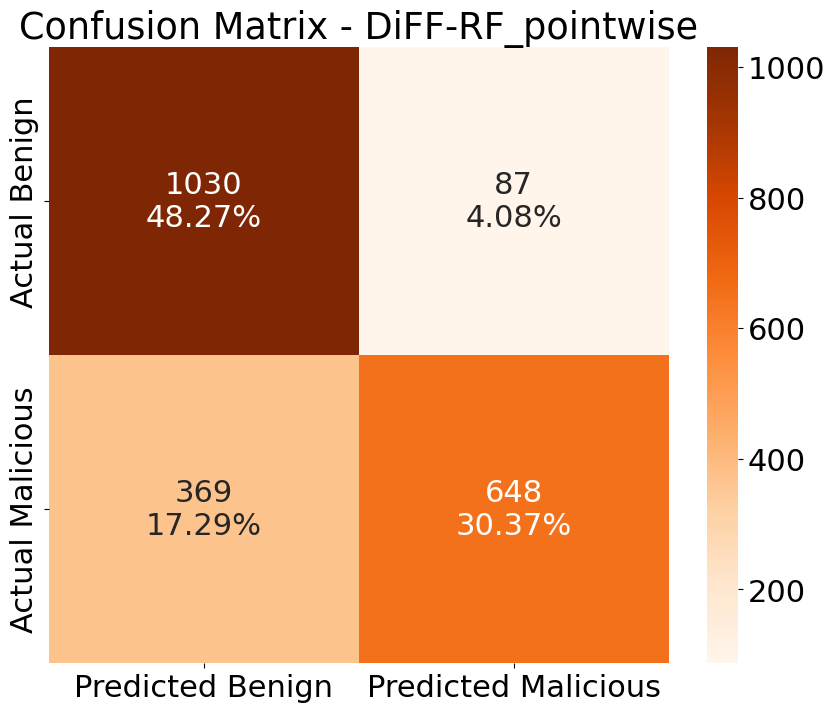 Confusion Matrix - DiFF-RF_pointwise
Actual Benign
1030
48.27%
87
4.08%
Actual Malicious
369
17.29%
648
30.37%
Predicted Benign
Predicted Malicious
1000
800
600
400
200